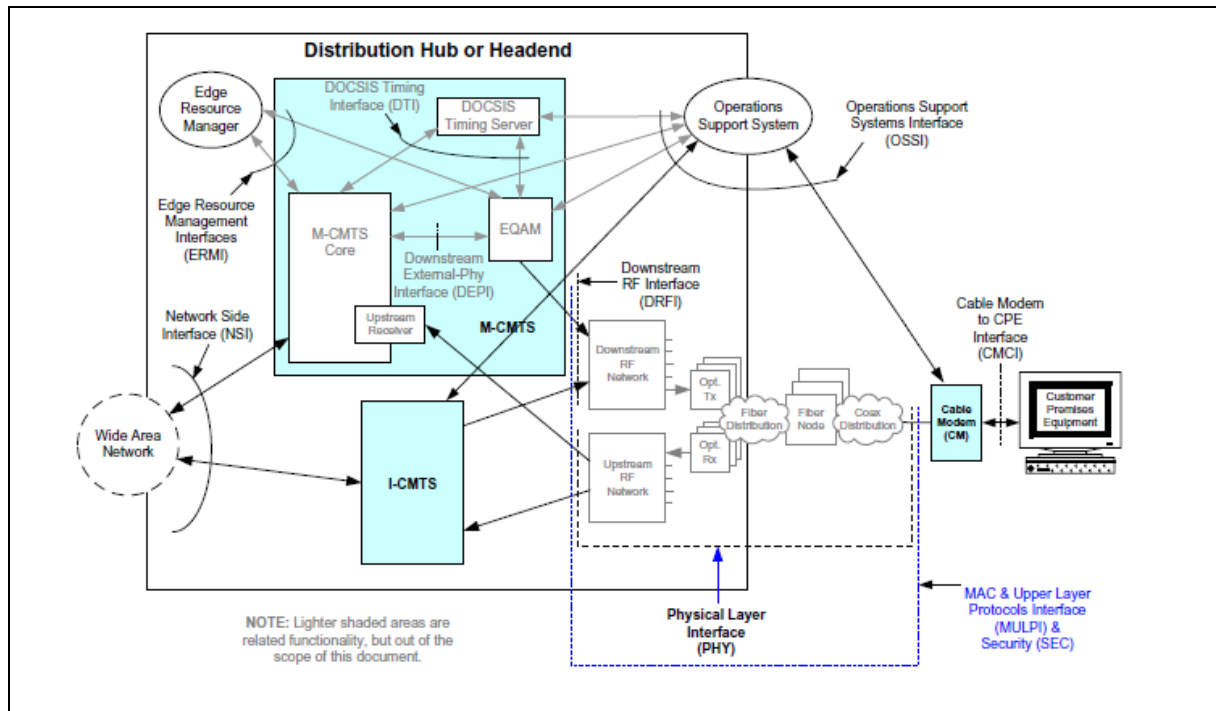 Distribution Hub or Headend
Edge
Resource
Manager
DOCSIS Timing
Interface (DTI)
DOCSIS
Timing Server
Operations
Support System
Operations Support
Systems Interface
(OSSI)
Edge Resource
Management
Interfaces
(ERMI)
M-CMTS
Core
EQAM
Downstream
External-Phy
Interface (DEPI)
Upstream
Receiver
M-CMTS
Downstream
RF Interface
(DRFI)
Cable Modem
to CPE
Interface
(CMCI)
Network Side
Interface (NSI)
Wide Area
Network
I-CMTS
Downstream
RF
Network
Opt.
Tx
Fiber
Distribution
Fiber
Node
Coax
Distribution
Cable
Modem
(CM)
Customer
Premises
Equipment
Opt.
Rx
Upstream
RF
Network
NOTE: Lighter shaded areas are
related functionality, but out of the
scope of this document.
Physical Layer
Interface
(PHY)
MAC & Upper Layer
Protocols Interface
(MULPI) &
Security (SEC)